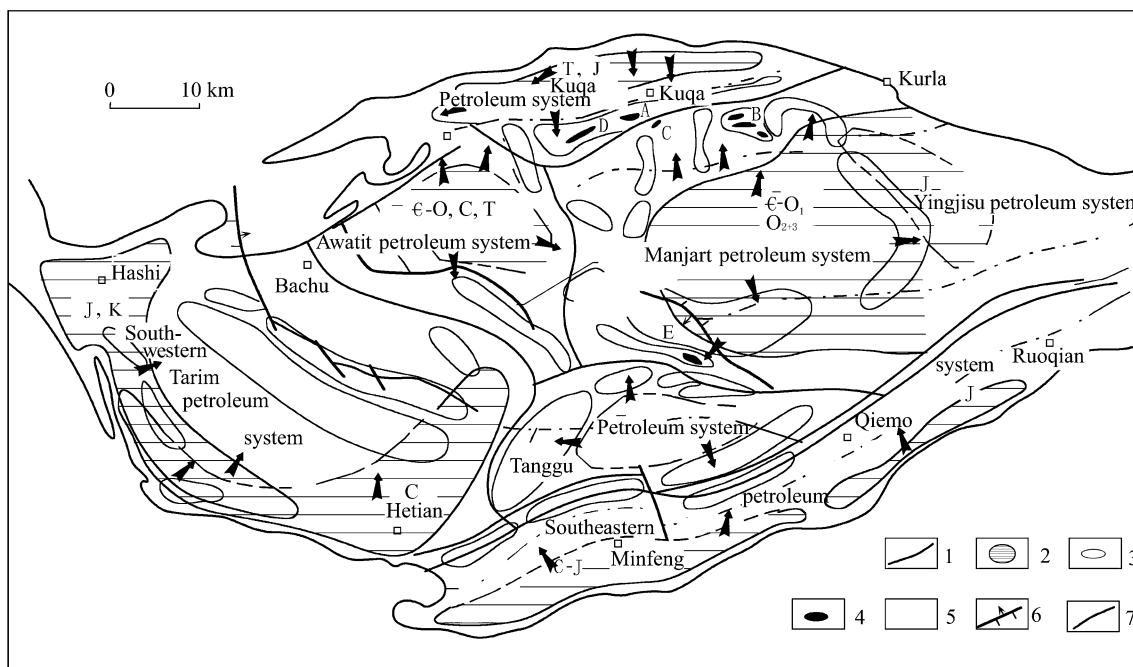 0 10 km
T, J
Kuqa
Petroleum system
Kuqa
Kurla
A
B
C
D
Є-O, C, T
Awatit petroleum system
Є-O₁
O₂₊₃
Manjart petroleum system
J
Yingjisu petroleum system
Hashi
Bachu
J, K
South-
western
Tarim
petroleum
system
E
C
Hetian
Petroleum system
Tanggu
system
Ruoqian
J
Qiemo
petroleum
Southeastern
Minfeng
Є-J
1 2 3
4 5 6 7